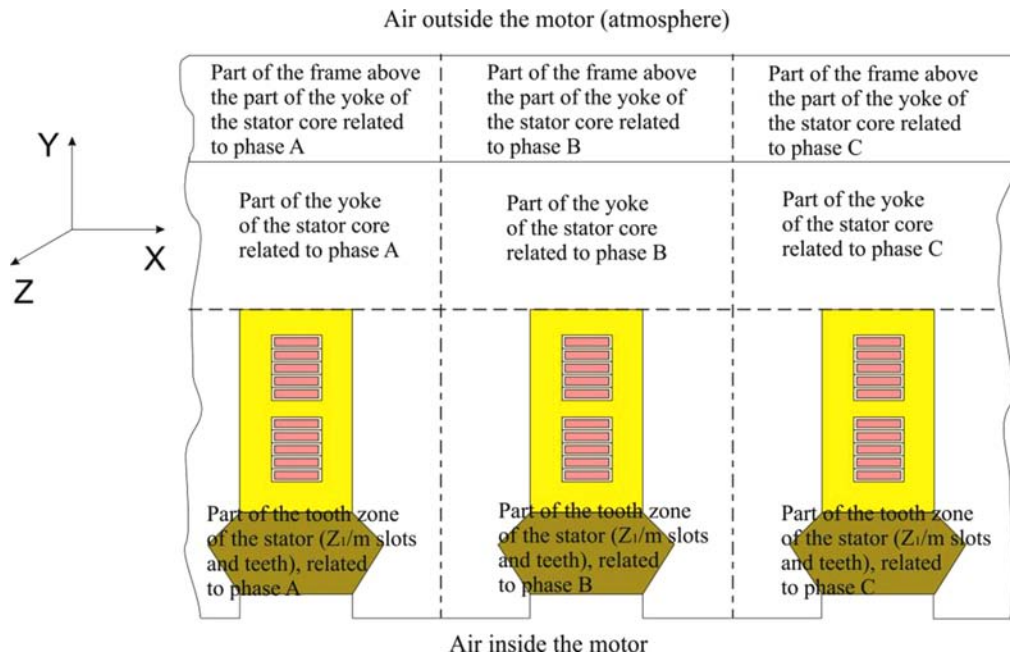 Air outside the motor (atmosphere)
Part of the frame above
the part of the yoke of
the stator core related
to phase A
Part of the frame above
the part of the yoke of
the stator core related
to phase B
Part of the frame above
the part of the yoke of
the stator core related
to phase C
Y
X
Z
Part of the yoke
of the stator core
related to phase A
Part of the yoke
of the stator core
related to phase B
Part of the yoke
of the stator core
related to phase C
Part of the tooth zone
of the stator (Z₁/m slots
and teeth), related
to phase A
Part of the tooth zone
of the stator (Z₁/m slots
and teeth), related
to phase B
Part of the tooth zone
of the stator (Z₁/m slots
and teeth), related
to phase C
Air inside the motor